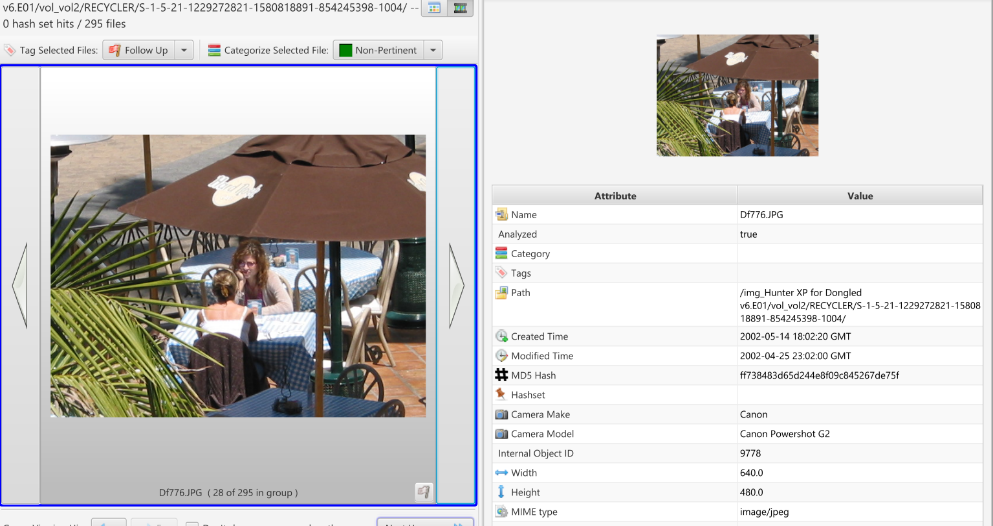 v6.E01/vol_vol2/RECYCLER/S-1-5-21-1229272821-1580818891-854245398-1004/ --
0 hash set hits / 295 files
Tag Selected Files: Follow Up Categorize Selected File: Non-Pertinent
Df776.JPG ( 28 of 295 in group )
Attribute Value
Name Df776.JPG
Analyzed true
Category
Tags
Path /img_Hunter XP for Dongled
v6.E01/vol_vol2/RECYCLER/S-1-5-21-1229272821-15808
18891-854245398-1004/
Created Time 2002-05-14 18:02:20 GMT
Modified Time 2002-04-25 23:02:00 GMT
MD5 Hash ff738483d65d244e8f09c845267de75f
Hashset
Camera Make Canon
Camera Model Canon Powershot G2
Internal Object ID 9778
Width 640.0
Height 480.0
MIME type image/jpeg